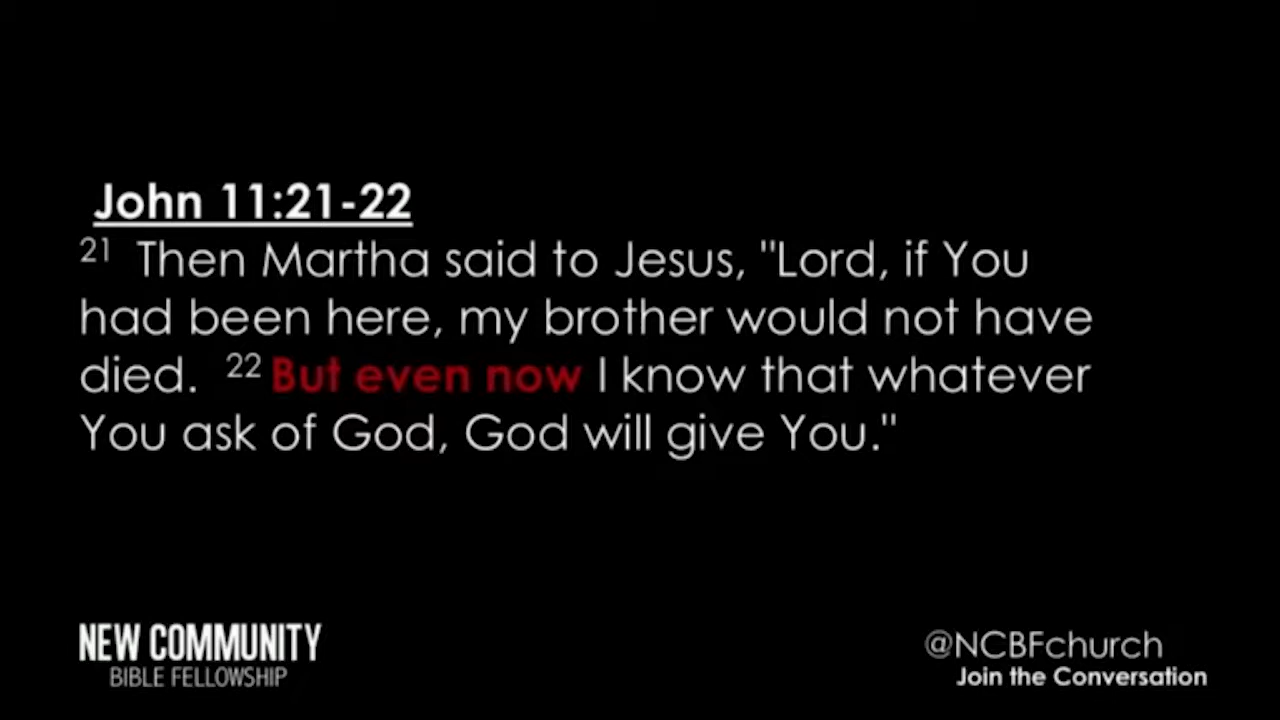 John 11:21-22
21 Then Martha said to Jesus, "Lord, if You
had been here, my brother would not have
died. 22 But even now I know that whatever
You ask of God, God will give You."
NEW COMMUNITY
BIBLE FELLOWSHIP
@NCBFchurch
Join the Conversation